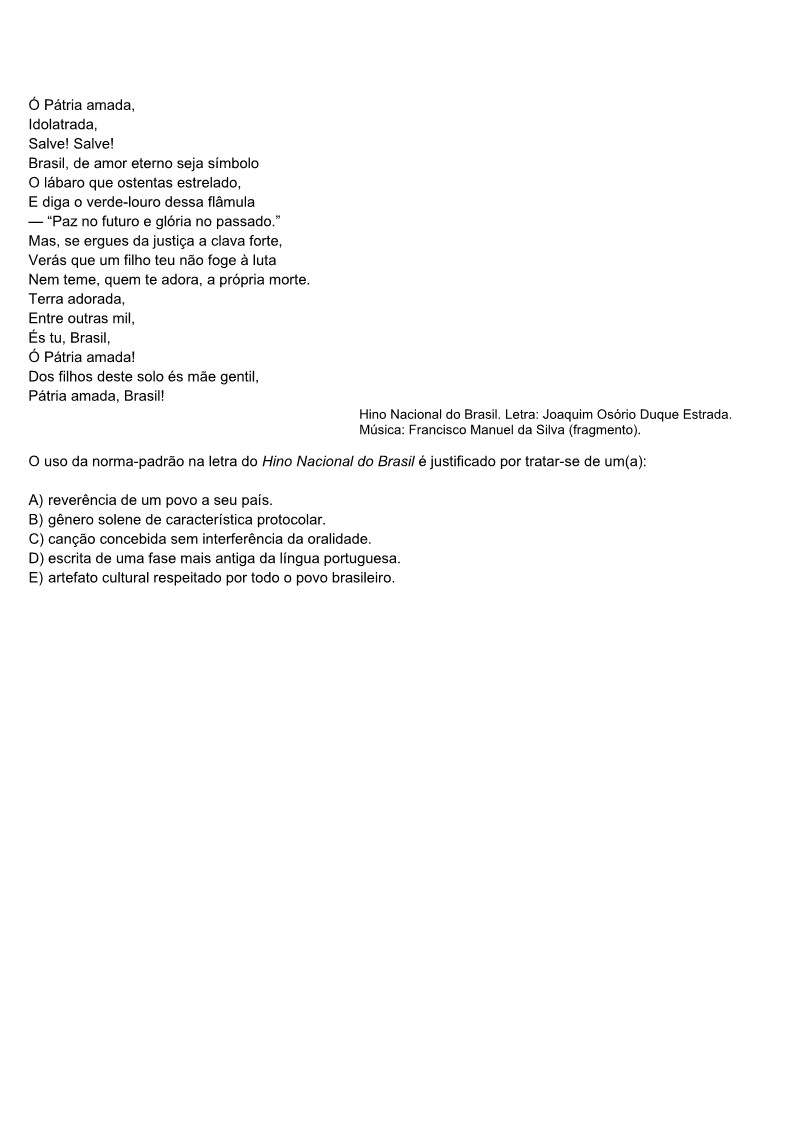 Ó Pátria amada,
Idolatrada,
Salve! Salve!
Brasil, de amor eterno seja símbolo
O lábaro que ostentas estrelado,
E diga o verde-louro dessa flâmula
— “Paz no futuro e glória no passado.”
Mas, se ergues da justiça a clava forte,
Verás que um filho teu não foge à luta
Nem teme, quem te adora, a própria morte.
Terra adorada,
Entre outras mil,
És tu, Brasil,
Ó Pátria amada!
Dos filhos deste solo és mãe gentil,
Pátria amada, Brasil!
Hino Nacional do Brasil. Letra: Joaquim Osório Duque Estrada.
Música: Francisco Manuel da Silva (fragmento).
O uso da norma-padrão na letra do Hino Nacional do Brasil é justificado por tratar-se de um(a):
A) reverência de um povo a seu país.
B) gênero solene de característica protocolar.
C) canção concebida sem interferência da oralidade.
D) escrita de uma fase mais antiga da língua portuguesa.
E) artefato cultural respeitado por todo o povo brasileiro.